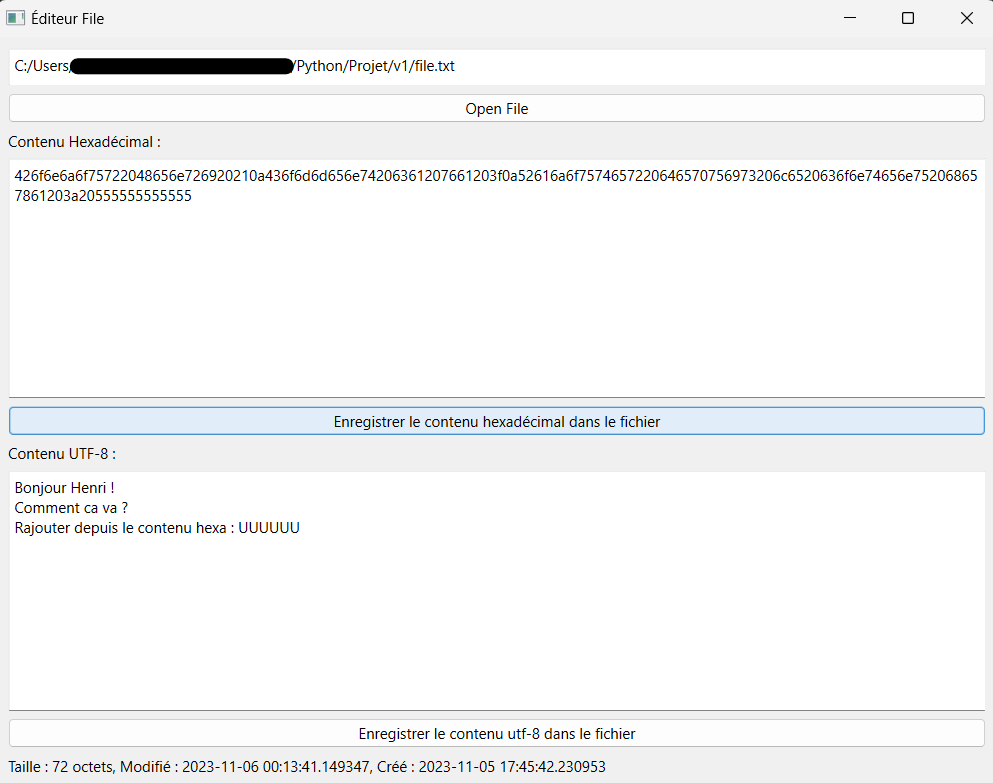 Éditeur File
C:/Users/ /Python/Projet/v1/file.txt
Open File
Contenu Hexadécimal :
426f6e6a6f75722048656e726920210a436f6d6d656e74206361207661203f0a52616a6f757465722064657075697320 6c6520636f6e74656e752068657861203a20555555555555
Enregistrer le contenu hexadécimal dans le fichier
Contenu UTF-8 :
Bonjour Henri !
Comment ca va ?
Rajouter depuis le contenu hexa : UUUUUU
Enregistrer le contenu utf-8 dans le fichier
Taille : 72 octets, Modifié : 2023-11-06 00:13:41.149347, Créé : 2023-11-05 17:45:42.230953